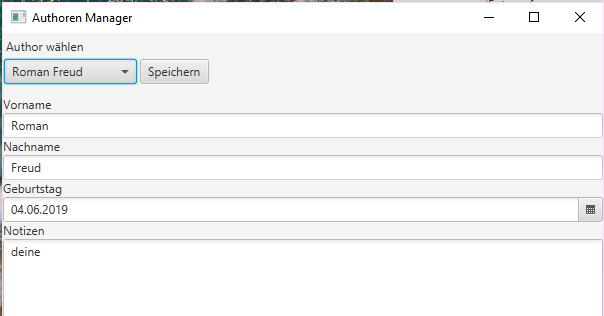 Authoren Manager
Author wählen
Roman Freud Speichern
Vorname
Roman
Nachname
Freud
Geburtstag
04.06.2019
Notizen
deine